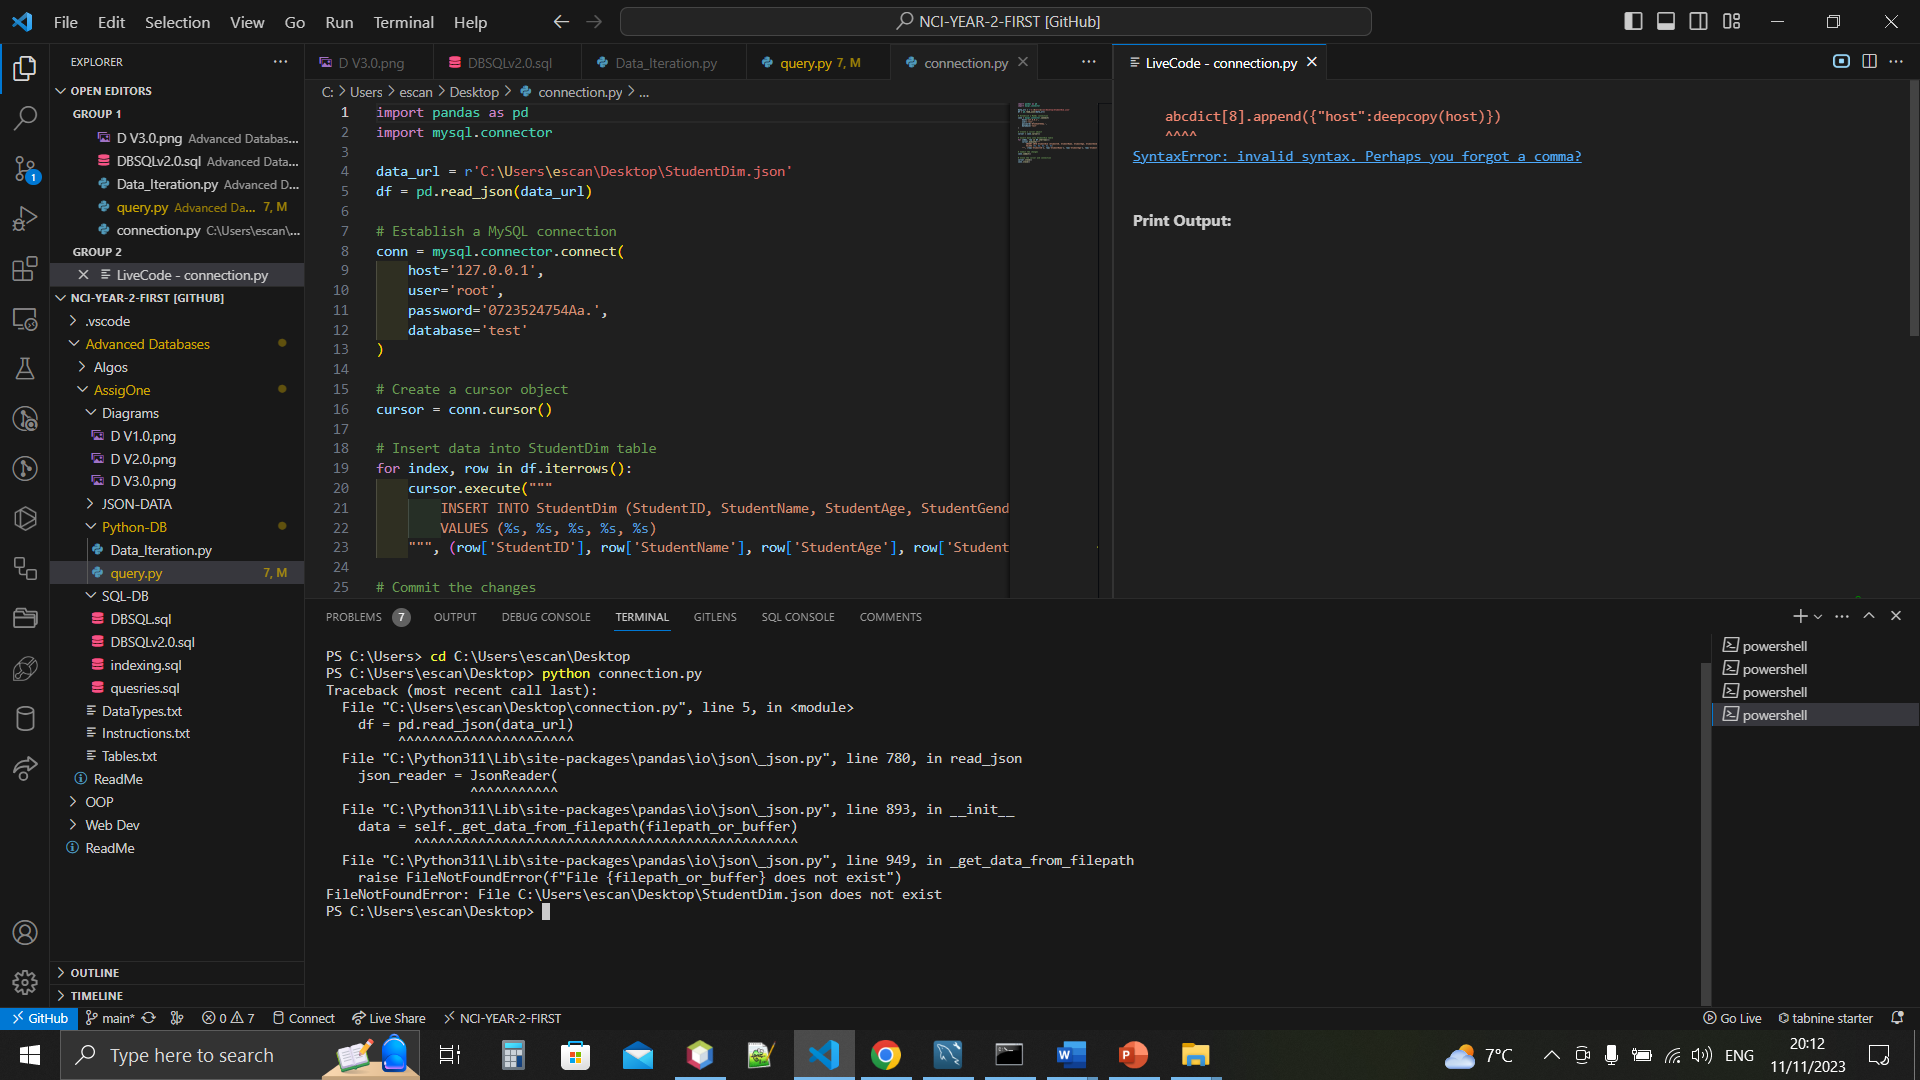 File Edit Selection View Go Run Terminal Help
NCI-YEAR-2-FIRST [GitHub]
EXPLORER
OPEN EDITORS
GROUP 1
D V3.0.png Advanced Databas...
DBSQLv2.0.sql Advanced Data...
Data_Iteration.py Advanced D...
query.py Advanced Da... 7, M
connection.py C:\Users\escan\...
GROUP 2
LiveCode - connection.py
NCI-YEAR-2-FIRST [GITHUB]
.vscode
Advanced Databases
Algos
AssigOne
Diagrams
D V1.0.png
D V2.0.png
D V3.0.png
JSON-DATA
Python-DB
Data_Iteration.py
query.py 7, M
SQL-DB
DBSQL.sql
DBSQLv2.0.sql
indexing.sql
quesries.sql
DataTypes.txt
Instructions.txt
Tables.txt
ReadMe
OOP
Web Dev
ReadMe
OUTLINE
TIMELINE
1
D V3.0.png DBSQLv2.0.sql Data_Iteration.py query.py 7, M connection.py
C: > Users > escan > Desktop > connection.py > ...
1 import pandas as pd
2 import mysql.connector
3
4 data_url = r'C:\Users\escan\Desktop\StudentDim.json'
5 df = pd.read_json(data_url)
6
7 # Establish a MySQL connection
8 conn = mysql.connector.connect(
9 host='127.0.0.1',
10 user='root',
11 password='0723524754Aa.',
12 database='test'
13 )
14
15 # Create a cursor object
16 cursor = conn.cursor()
17
18 # Insert data into StudentDim table
19 for index, row in df.iterrows():
20 cursor.execute("""
21 INSERT INTO StudentDim (StudentID, StudentName, StudentAge, StudentGend
22 VALUES (%s, %s, %s, %s, %s)
23 """, (row['StudentID'], row['StudentName'], row['StudentAge'], row['Student
24
25 # Commit the changes
LiveCode - connection.py
abcdict[8].append({"host":deepcopy(host)})
^^^^
SyntaxError: invalid syntax. Perhaps you forgot a comma?
Print Output:
PROBLEMS 7 OUTPUT DEBUG CONSOLE TERMINAL GITLENS SQL CONSOLE COMMENTS
PS C:\Users> cd C:\Users\escan\Desktop
PS C:\Users\escan\Desktop> python connection.py
Traceback (most recent call last):
File "C:\Users\escan\Desktop\connection.py", line 5, in <module>
df = pd.read_json(data_url)
^^^^^^^^^^^^^^^^^^^^^^
File "C:\Python311\Lib\site-packages\pandas\io\json\_json.py", line 780, in read_json
json_reader = JsonReader(
^^^^^^^^^^^
File "C:\Python311\Lib\site-packages\pandas\io\json\_json.py", line 893, in __init__
data = self._get_data_from_filepath(filepath_or_buffer)
^^^^^^^^^^^^^^^^^^^^^^^^^^^^^^^^^^^^^^^^^^^^^^^^
File "C:\Python311\Lib\site-packages\pandas\io\json\_json.py", line 949, in _get_data_from_filepath
raise FileNotFoundError(f"File {filepath_or_buffer} does not exist")
FileNotFoundError: File C:\Users\escan\Desktop\StudentDim.json does not exist
PS C:\Users\escan\Desktop>
powershell
powershell
powershell
powershell
GitHub main* 0 7 Connect Live Share NCI-YEAR-2-FIRST
Go Live tabnine starter
Type here to search
7°C ENG
20:12
11/11/2023